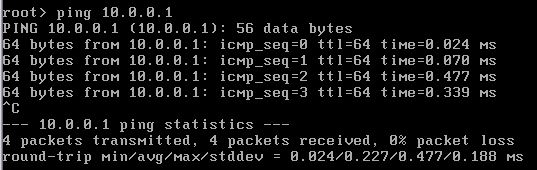 root> ping 10.0.0.1
PING 10.0.0.1 (10.0.0.1): 56 data bytes
64 bytes from 10.0.0.1: icmp_seq=0 ttl=64 time=0.024 ms
64 bytes from 10.0.0.1: icmp_seq=1 ttl=64 time=0.070 ms
64 bytes from 10.0.0.1: icmp_seq=2 ttl=64 time=0.477 ms
64 bytes from 10.0.0.1: icmp_seq=3 ttl=64 time=0.339 ms
^C
--- 10.0.0.1 ping statistics ---
4 packets transmitted, 4 packets received, 0% packet loss
round-trip min/avg/max/stddev = 0.024/0.227/0.477/0.188 ms